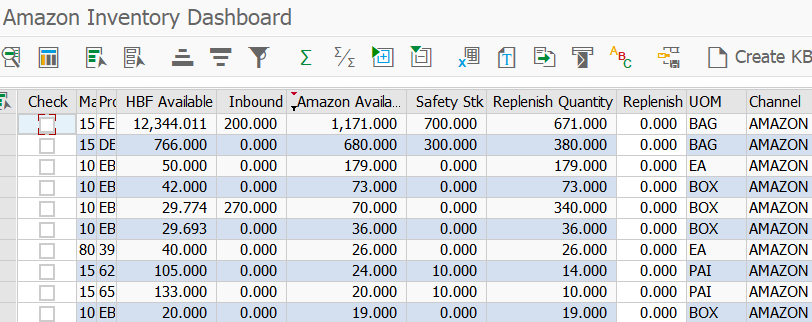 Amazon Inventory Dashboard
Σ Σ/Σ T ABC Create KB
Check Ma Pro HBF Available Inbound Amazon Availa... Safety Stk Replenish Quantity Replenish UOM Channel
15 FE 12,344.011 200.000 1,171.000 700.000 671.000 0.000 BAG AMAZON
15 DE 766.000 0.000 680.000 300.000 380.000 0.000 BAG AMAZON
10 EB 50.000 0.000 179.000 0.000 179.000 0.000 EA AMAZON
10 EB 42.000 0.000 73.000 0.000 73.000 0.000 BOX AMAZON
10 EB 29.774 270.000 70.000 0.000 340.000 0.000 BOX AMAZON
10 EB 29.693 0.000 36.000 0.000 36.000 0.000 BOX AMAZON
80 39 40.000 0.000 26.000 0.000 26.000 0.000 EA AMAZON
15 62 105.000 0.000 24.000 10.000 14.000 0.000 PAI AMAZON
15 65 133.000 0.000 20.000 10.000 10.000 0.000 PAI AMAZON
10 EB 20.000 0.000 19.000 0.000 19.000 0.000 BOX AMAZON